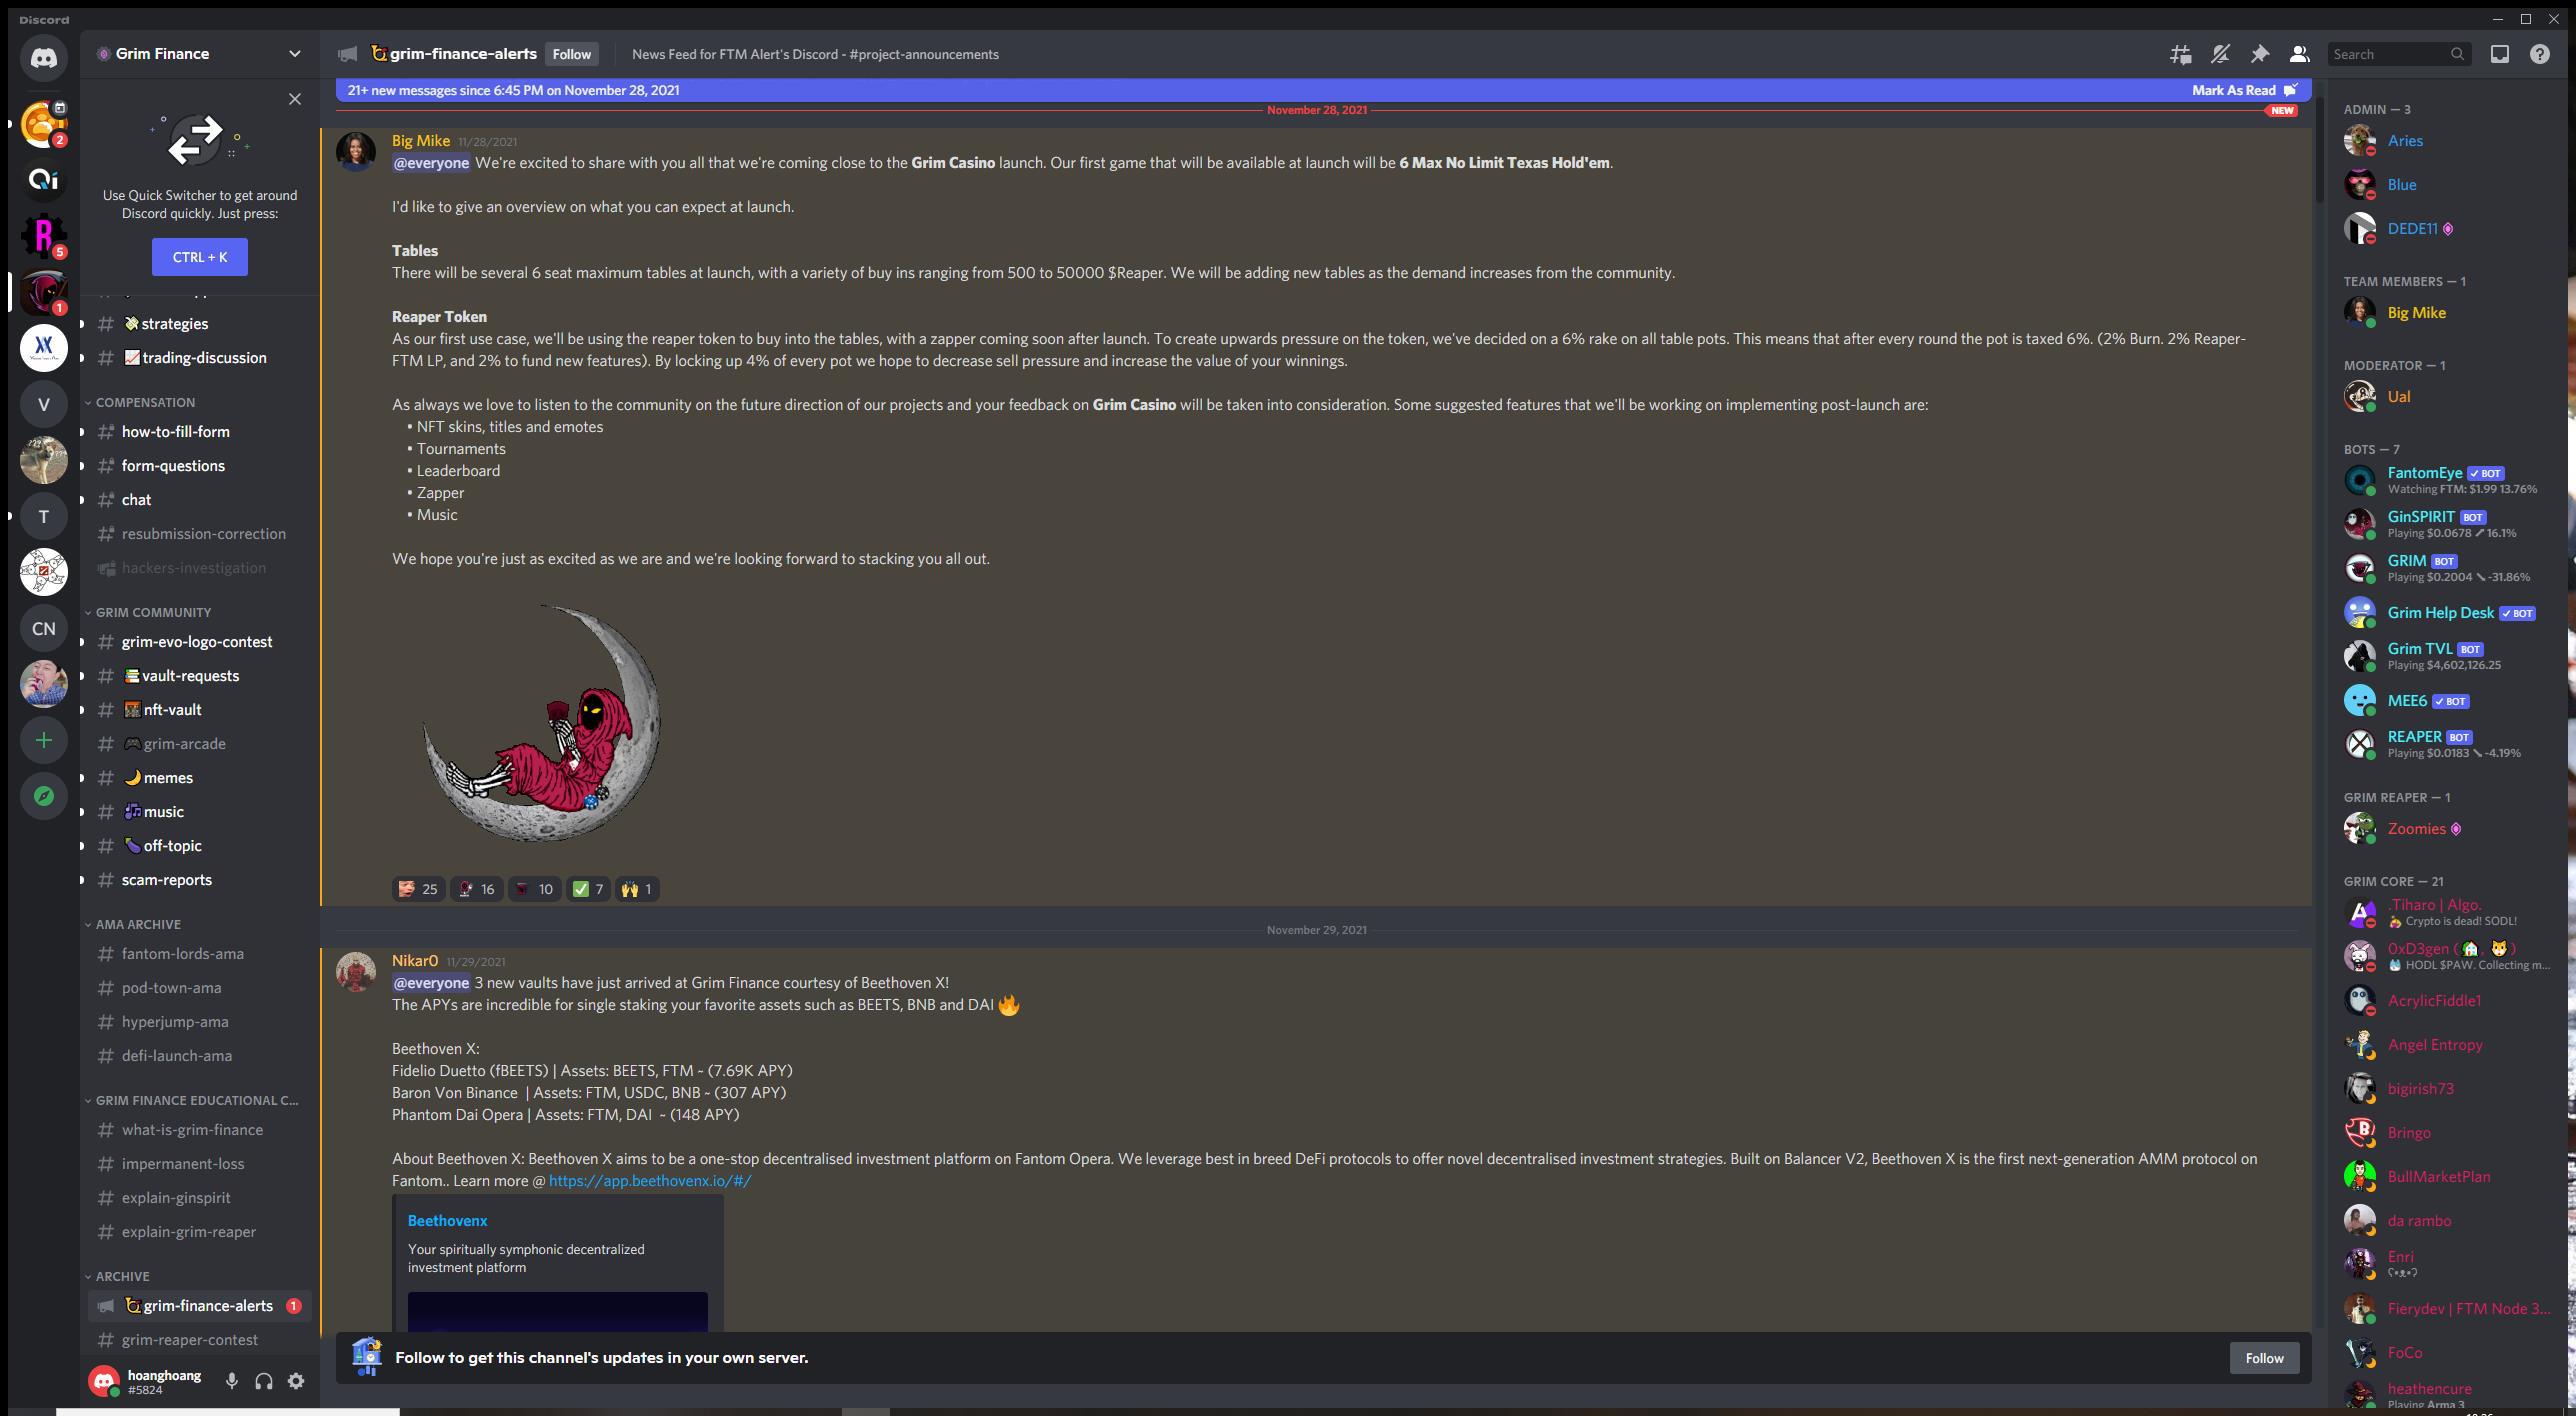 Discord
Grim Finance
grim-finance-alerts
Follow
News Feed for FTM Alert's Discord - #project-announcements
Search
Use Quick Switcher to get around
Discord quickly. Just press:
CTRL + K
strategies
trading-discussion
COMPENSATION
how-to-fill-form
form-questions
chat
resubmission-correction
hackers-investigation
GRIM COMMUNITY
grim-evo-logo-contest
vault-requests
nft-vault
grim-arcade
memes
music
off-topic
scam-reports
AMA ARCHIVE
fantom-lords-ama
pod-town-ama
hyperjump-ama
defi-launch-ama
GRIM FINANCE EDUCATIONAL C...
what-is-grim-finance
impermanent-loss
explain-ginspirit
explain-grim-reaper
ARCHIVE
grim-finance-alerts 1
grim-reaper-contest
hoanghoang
#5824
2
Qi
R
5
1
V
T
CN
21+ new messages since 6:45 PM on November 28, 2021
Mark As Read
November 28, 2021
NEW
Big Mike 11/28/2021
@everyone We're excited to share with you all that we're coming close to the Grim Casino launch. Our first game that will be available at launch will be 6 Max No Limit Texas Hold'em.
I'd like to give an overview on what you can expect at launch.
Tables
There will be several 6 seat maximum tables at launch, with a variety of buy ins ranging from 500 to 50000 $Reaper. We will be adding new tables as the demand increases from the community.
Reaper Token
As our first use case, we'll be using the reaper token to buy into the tables, with a zapper coming soon after launch. To create upwards pressure on the token, we've decided on a 6% rake on all table pots. This means that after every round the pot is taxed 6%. (2% Burn. 2% Reaper-
FTM LP, and 2% to fund new features). By locking up 4% of every pot we hope to decrease sell pressure and increase the value of your winnings.
As always we love to listen to the community on the future direction of our projects and your feedback on Grim Casino will be taken into consideration. Some suggested features that we'll be working on implementing post-launch are:
• NFT skins, titles and emotes
• Tournaments
• Leaderboard
• Zapper
• Music
We hope you're just as excited as we are and we're looking forward to stacking you all out.
25 16 10 7 1
November 29, 2021
Nikar0 11/29/2021
@everyone 3 new vaults have just arrived at Grim Finance courtesy of Beethoven X!
The APYs are incredible for single staking your favorite assets such as BEETS, BNB and DAI
Beethoven X:
Fidelio Duetto (fBEETS) | Assets: BEETS, FTM ~ (7.69K APY)
Baron Von Binance | Assets: FTM, USDC, BNB ~ (307 APY)
Phantom Dai Opera | Assets: FTM, DAI ~ (148 APY)
About Beethoven X: Beethoven X aims to be a one-stop decentralised investment platform on Fantom Opera. We leverage best in breed DeFi protocols to offer novel decentralised investment strategies. Built on Balancer V2, Beethoven X is the first next-generation AMM protocol on
Fantom.. Learn more @ https://app.beethovenx.io/#/
Beethovenx
Your spiritually symphonic decentralized
investment platform
Follow to get this channel's updates in your own server.
Follow
ADMIN — 3
Aries
Blue
DEDE11
TEAM MEMBERS — 1
Big Mike
MODERATOR — 1
Ual
BOTS — 7
FantomEye ✓ BOT
Watching FTM: $1.99 13.76%
GinSPIRIT BOT
Playing $0.0678 16.1%
GRIM BOT
Playing $0.2004 -31.86%
Grim Help Desk ✓ BOT
Grim TVL BOT
Playing $4,602,126.25
MEE6 ✓ BOT
REAPER BOT
Playing $0.0183 -4.19%
GRIM REAPER — 1
Zoomies
GRIM CORE — 21
.Tiharo | Algo.
Crypto is dead! SODL!
0xD3gen ( , )
HODL $PAW. Collecting m...
AcrylicFiddle1
Angel Entropy
bigirish73
Bringo
BullMarketPlan
da rambo
Enri
Fierydev | FTM Node 3...
FoCo
heathencure
Playing Arma 3